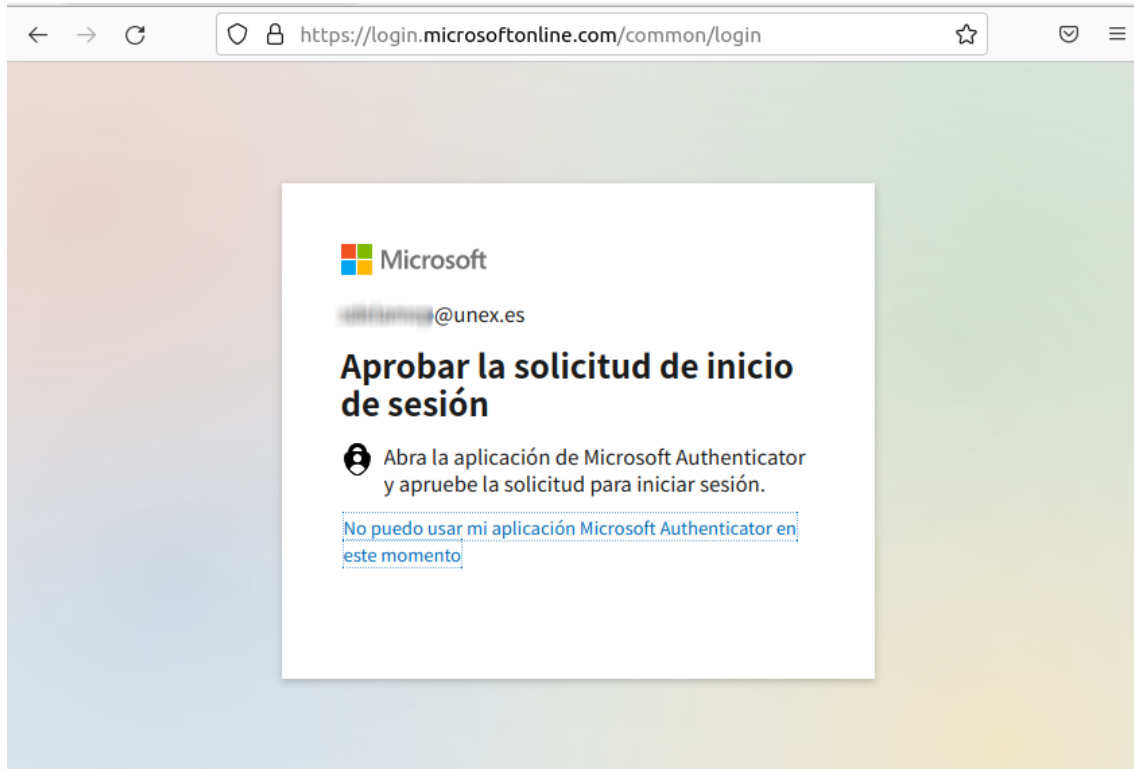 https://login.microsoftonline.com/common/login
Microsoft
@unex.es
Aprobar la solicitud de inicio
de sesión
Abra la aplicación de Microsoft Authenticator
y apruebe la solicitud para iniciar sesión.
No puedo usar mi aplicación Microsoft Authenticator en
este momento